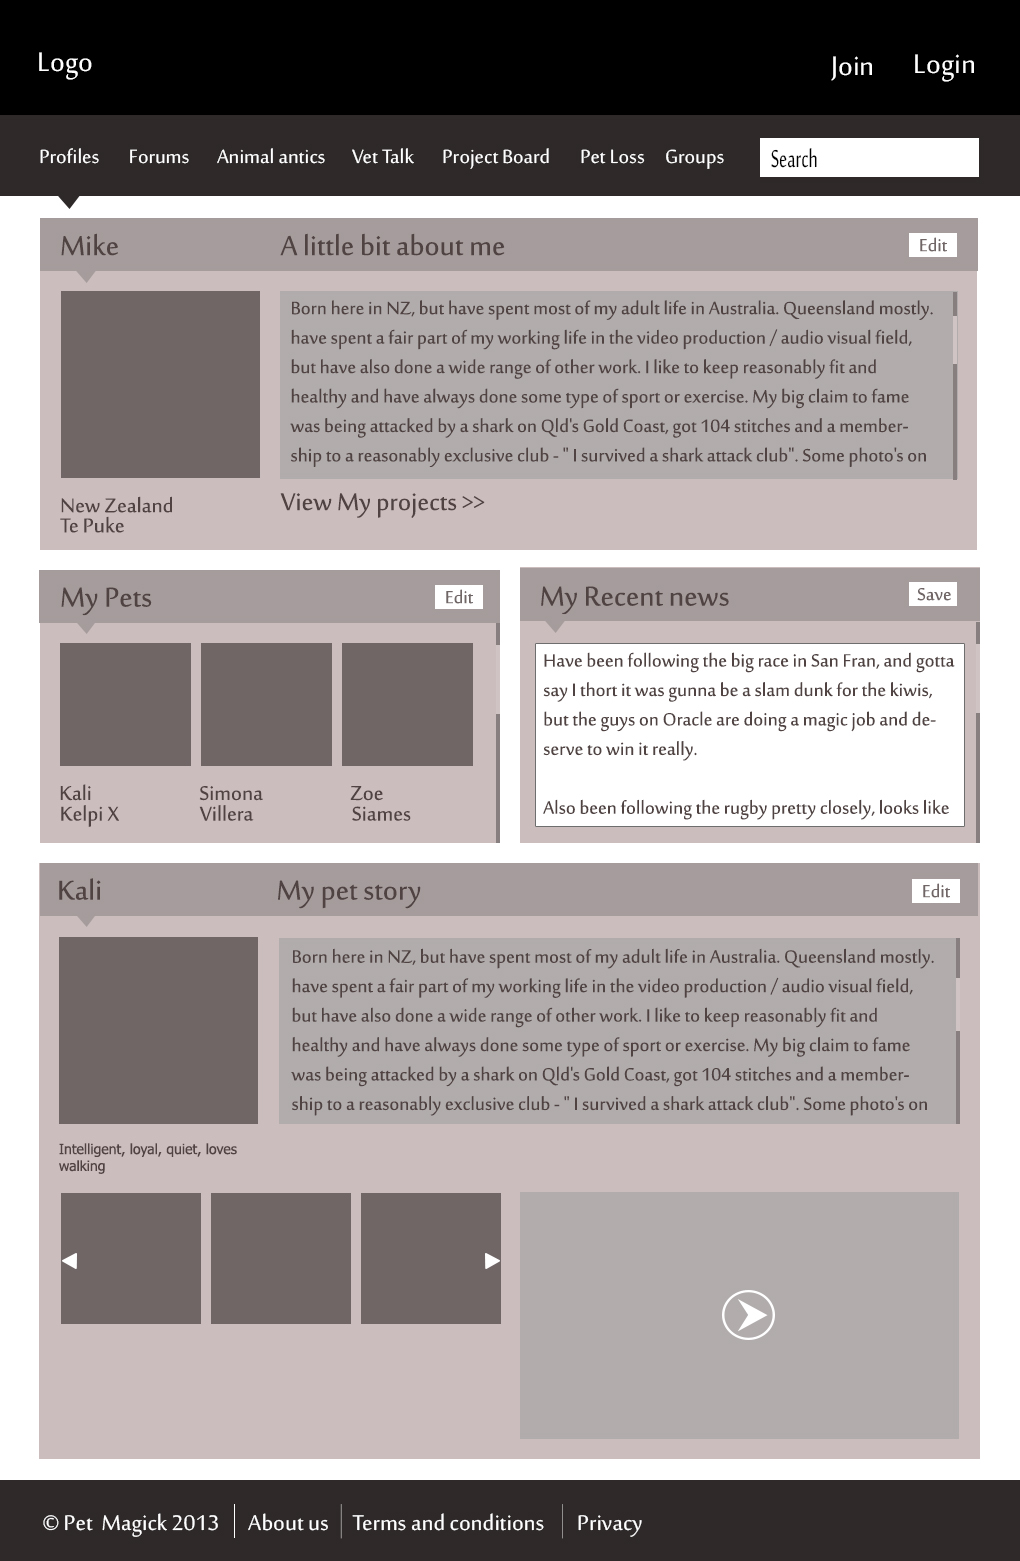 Logo
Join Login
Profiles Forums Animal antics Vet Talk Project Board Pet Loss Groups Search
Mike A little bit about me Edit
Born here in NZ, but have spent most of my adult life in Australia. Queensland mostly.
have spent a fair part of my working life in the video production / audio visual field,
but have also done a wide range of other work. I like to keep reasonably fit and
healthy and have always done some type of sport or exercise. My big claim to fame
was being attacked by a shark on Qld's Gold Coast, got 104 stitches and a member-
ship to a reasonably exclusive club - " I survived a shark attack club". Some photo's on
New Zealand
Te Puke
View My projects >>
My Pets Edit
Kali
Kelpi X
Simona
Villera
Zoe
Siames
My Recent news Save
Have been following the big race in San Fran, and gotta
say I thort it was gunna be a slam dunk for the kiwis,
but the guys on Oracle are doing a magic job and de-
serve to win it really.
Also been following the rugby pretty closely, looks like
Kali My pet story Edit
Born here in NZ, but have spent most of my adult life in Australia. Queensland mostly.
have spent a fair part of my working life in the video production / audio visual field,
but have also done a wide range of other work. I like to keep reasonably fit and
healthy and have always done some type of sport or exercise. My big claim to fame
was being attacked by a shark on Qld's Gold Coast, got 104 stitches and a member-
ship to a reasonably exclusive club - " I survived a shark attack club". Some photo's on
Intelligent, loyal, quiet, loves
walking
© Pet Magick 2013 About us Terms and conditions Privacy